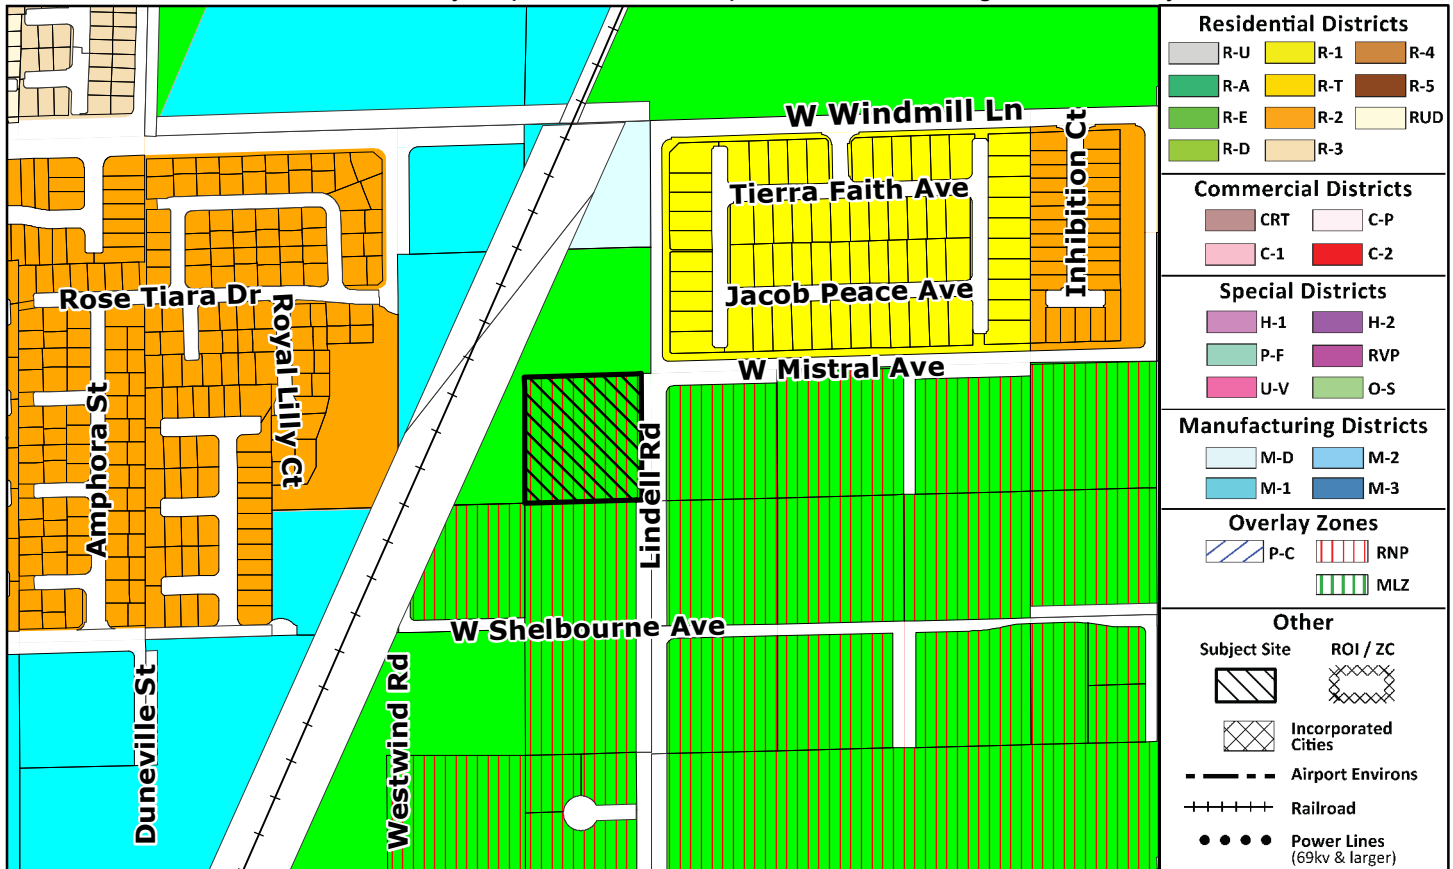 W Windmill Ln
Tierra Faith Ave
Inhibition Ct
Jacob Peace Ave
Rose Tiara Dr
Royal Lilly Ct
W Mistral Ave
Amphora St
Lindell Rd
W Shelbourne Ave
Duneville St
Westwind Rd
Residential Districts
R-U R-1 R-4
R-A R-T R-5
R-E R-2 RUD
R-D R-3
Commercial Districts
CRT C-P
C-1 C-2
Special Districts
H-1 H-2
P-F RVP
U-V O-S
Manufacturing Districts
M-D M-2
M-1 M-3
Overlay Zones
P-C RNP
MLZ
Other
Subject Site ROI / ZC
Incorporated
Cities
Airport Environs
Railroad
Power Lines
(69kv & larger)